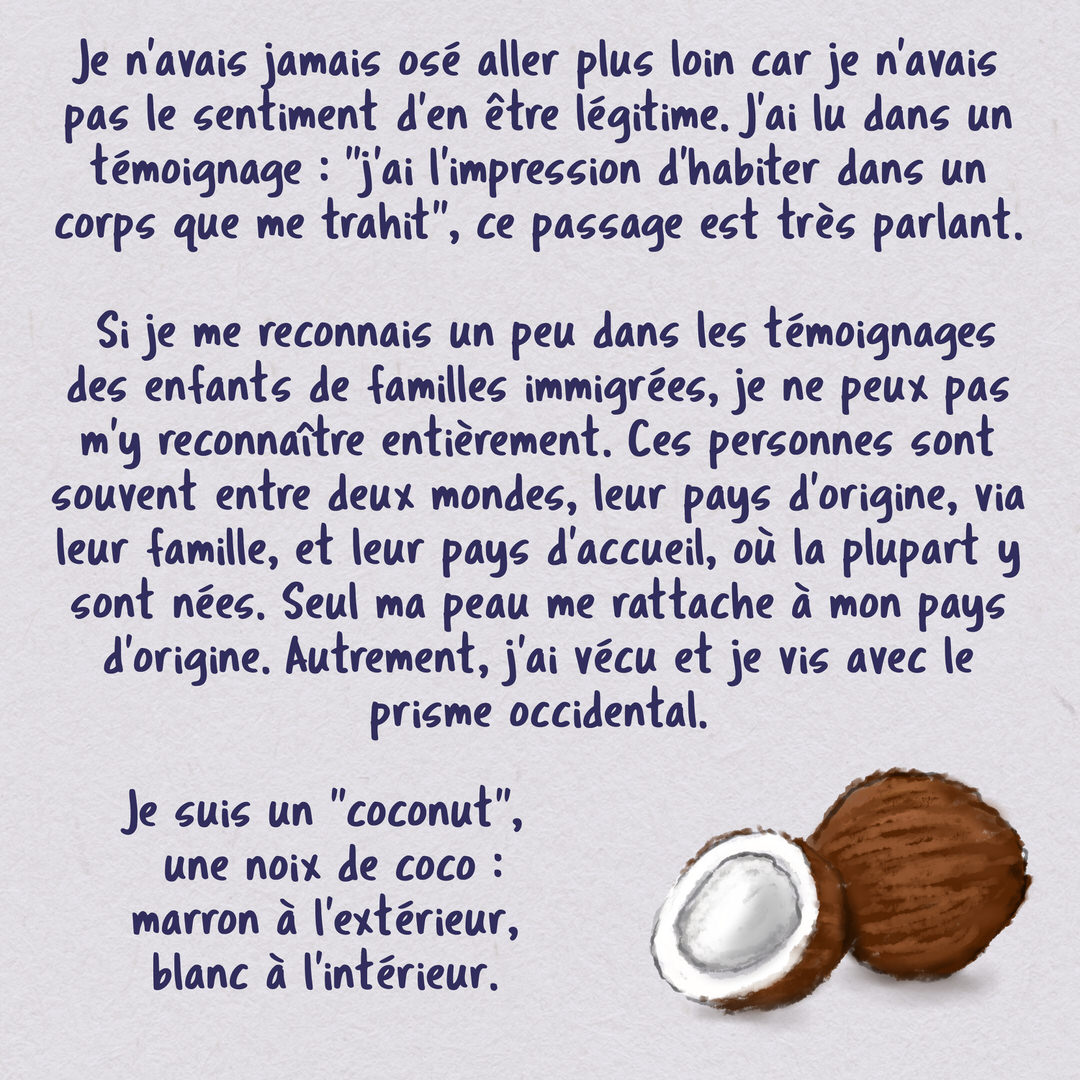 Je n'avais jamais osé aller plus loin car je n'avais
pas le sentiment d'en être légitime. J'ai lu dans un
témoignage : "j'ai l'impression d'habiter dans un
corps que me trahit", ce passage est très parlant.
Si je me reconnais un peu dans les témoignages
des enfants de familles immigrées, je ne peux pas
m'y reconnaître entièrement. Ces personnes sont
souvent entre deux mondes, leur pays d'origine, via
leur famille, et leur pays d'accueil, où la plupart y
sont nées. Seul ma peau me rattache à mon pays
d'origine. Autrement, j'ai vécu et je vis avec le
prisme occidental.
Je suis un "coconut",
une noix de coco :
marron à l'extérieur,
blanc à l'intérieur.